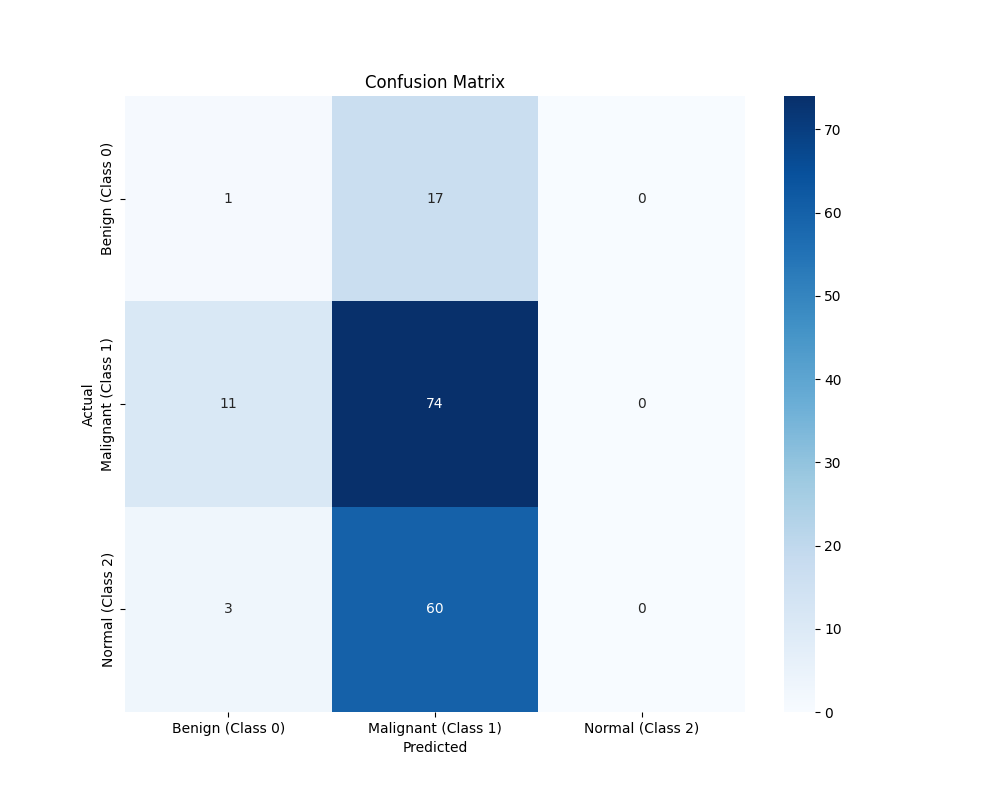 Confusion Matrix
Actual
Benign (Class 0)
1 17 0
Malignant (Class 1)
11 74 0
Normal (Class 2)
3 60 0
Benign (Class 0) Malignant (Class 1) Normal (Class 2)
Predicted
70
60
50
40
30
20
10
0